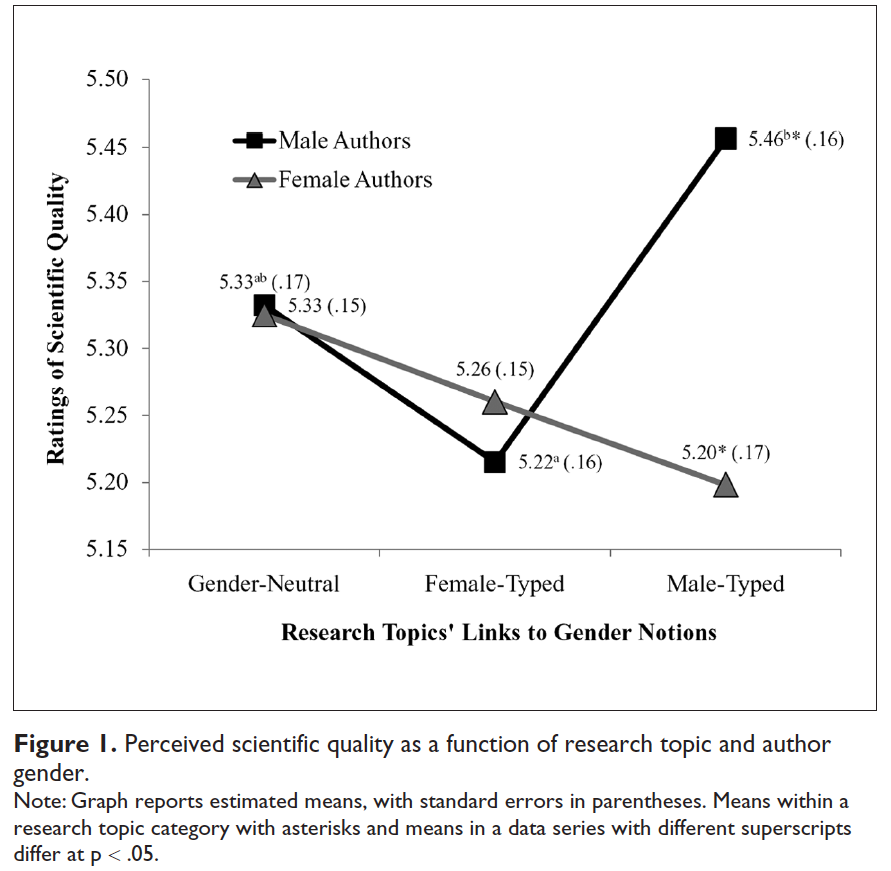 5.50
5.45
5.40
5.35
5.30
5.25
5.20
5.15
Ratings of Scientific Quality
Male Authors
Female Authors
5.33ᵃᵇ (.17)
5.33 (.15)
5.26 (.15)
5.22ᵃ (.16)
5.46ᵇ* (.16)
5.20* (.17)
Gender-Neutral Female-Typed Male-Typed
Research Topics' Links to Gender Notions
Figure 1. Perceived scientific quality as a function of research topic and author
gender.
Note: Graph reports estimated means, with standard errors in parentheses. Means within a
research topic category with asterisks and means in a data series with different superscripts
differ at p < .05.